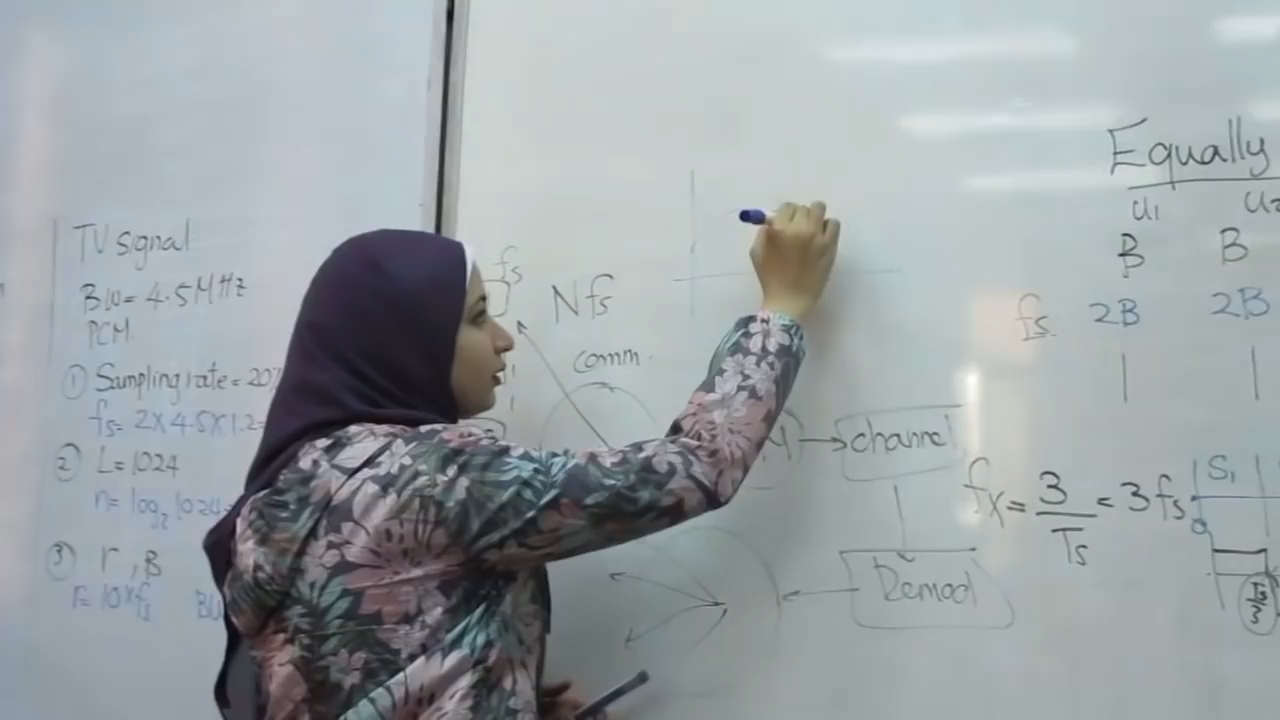 TV signal
BW = 4.5 MHz
PCM
① Sampling rate = 20%
fs = 2 X 4.5 X 1.2 =
② L = 1024
n = log₂ 1024 =
③ r , B
r = 10 x fs BW
fs
Nfs
comm.
channel
Demod
Equally
u₁ u₂
B B
fs 2B 2B
fx = 3/Ts = 3 fs
S₁
Ts/3